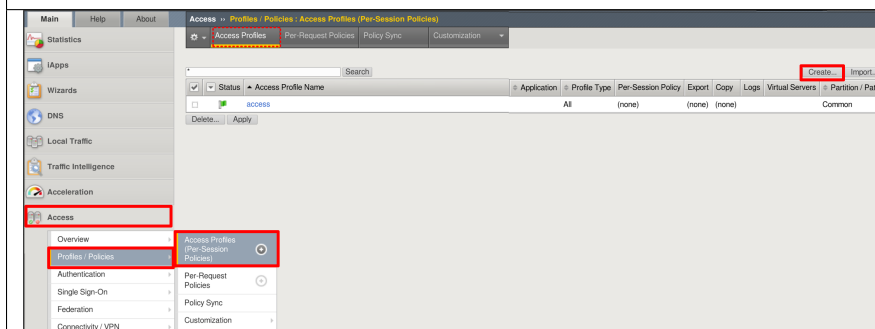 Main Help About
Access ›› Profiles / Policies : Access Profiles (Per-Session Policies)
Access Profiles Per-Request Policies Policy Sync Customization
Statistics
iApps
Wizards
DNS
Local Traffic
Traffic Intelligence
Acceleration
Access
Overview
Profiles / Policies
Authentication
Single Sign-On
Federation
Connectivity / VPN
Access Profiles
(Per-Session
Policies)
Per-Request
Policies
Policy Sync
Customization
* Search Create... Import..
Status Access Profile Name Application Profile Type Per-Session Policy Export Copy Logs Virtual Servers Partition / Pat
access All (none) (none) (none) Common
Delete... Apply